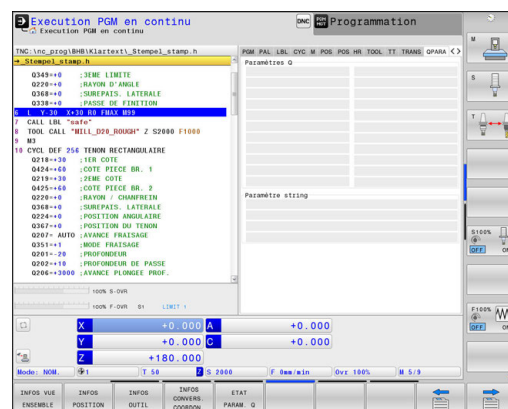 Execution PGM en continu
Execution PGM en continu
DNC
Programmation
TNC:\nc_prog\BHB\Klartext\_Stempel_stamp.h
→_Stempel_stamp.h
Q349=+0 ;3EME LIMITE
Q220=+0 ;RAYON D'ANGLE
Q368=+0 ;SUREPAIS. LATERALE
Q338=+0 ;PASSE DE FINITION
6 L Y-30 X+30 R0 FMAX M99
7 CALL LBL "safe"
8 TOOL CALL "MILL_D20_ROUGH" Z S2000 F1000
9 M3
10 CYCL DEF 256 TENON RECTANGULAIRE
Q218=+30 ;1ER COTE
Q424=+60 ;COTE PIECE BR. 1
Q219=+30 ;2EME COTE
Q425=+60 ;COTE PIECE BR. 2
Q220=+0 ;RAYON / CHANFREIN
Q368=+0 ;SUREPAIS. LATERALE
Q224=+0 ;POSITION ANGULAIRE
Q367=+0 ;POSITION DU TENON
Q207= AUTO ;AVANCE FRAISAGE
Q351=+1 ;MODE FRAISAGE
Q201=-20 ;PROFONDEUR
Q202=+10 ;PROFONDEUR DE PASSE
Q206=+3000 ;AVANCE PLONGEE PROF.
PGM PAL LBL CYC M POS POS HR TOOL TT TRANS QPARA
Paramètres Q
Paramètre string
100% S-OVR
100% F-OVR S1 LIMIT 1
X +0.000 A +0.000
Y +0.000 C +0.000
Z +180.000
Mode: NOM. 1 T 50 Z S 2000 F 0mm/min Ovr 100% M 5/9
INFOS VUE ENSEMBLE
INFOS POSITION
INFOS OUTIL
INFOS CONVERS. COORDON.
ETAT PARAM. Q
M
S
T
S100%
OFF ON
F100%
OFF ON